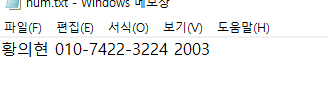 num.txt - Windows 메모장
파일(F) 편집(E) 서식(O) 보기(V) 도움말(H)
황의현 010-7422-3224 2003